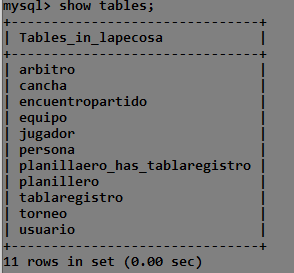 mysql> show tables;
+-----------------------------+
| Tables_in_lapecosa |
+-----------------------------+
| arbitro |
| cancha |
| encuentropartido |
| equipo |
| jugador |
| persona |
| planillaero_has_tablaregistro |
| planillero |
| tablaregistro |
| torneo |
| usuario |
+-----------------------------+
11 rows in set (0.00 sec)